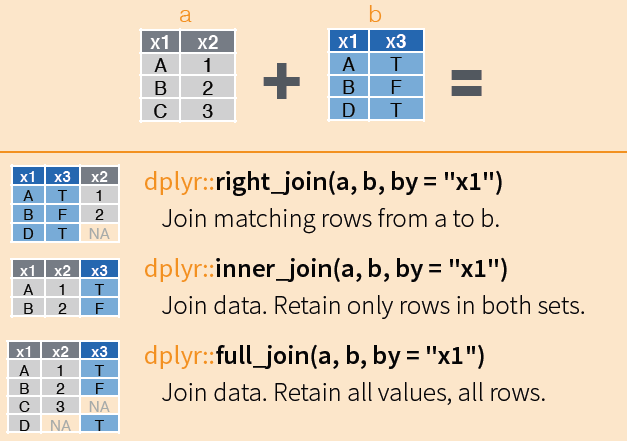 a b
x1 x2 x1 x3
A 1 A T
B 2 B F
C 3 D T
+ =
x1 x3 x2
A T 1
B F 2
D T NA
dplyr::right_join(a, b, by = "x1")
Join matching rows from a to b.
x1 x2 x3
A 1 T
B 2 F
dplyr::inner_join(a, b, by = "x1")
Join data. Retain only rows in both sets.
x1 x2 x3
A 1 T
B 2 F
C 3 NA
D NA T
dplyr::full_join(a, b, by = "x1")
Join data. Retain all values, all rows.